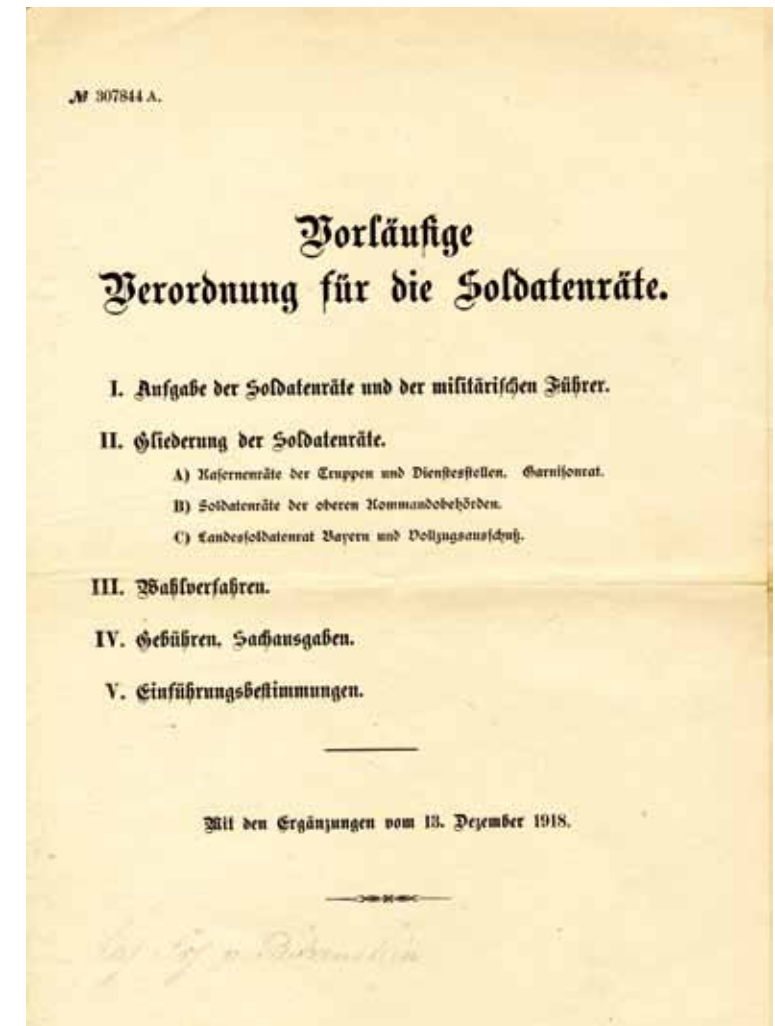 № 307844 A.
Vorläufige
Verordnung für die Soldatenräte.
I. Aufgabe der Soldatenräte und der militärischen Führer.
II. Gliederung der Soldatenräte.
A) Kasernenräte der Truppen und Dienstesstellen. Garnisonrat.
B) Soldatenräte der oberen Kommandobehörden.
C) Landessoldatenrat Bayern und Vollzugsausschuß.
III. Wahlverfahren.
IV. Gebühren, Sachausgaben.
V. Einführungsbestimmungen.
Mit den Ergänzungen vom 13. Dezember 1918.